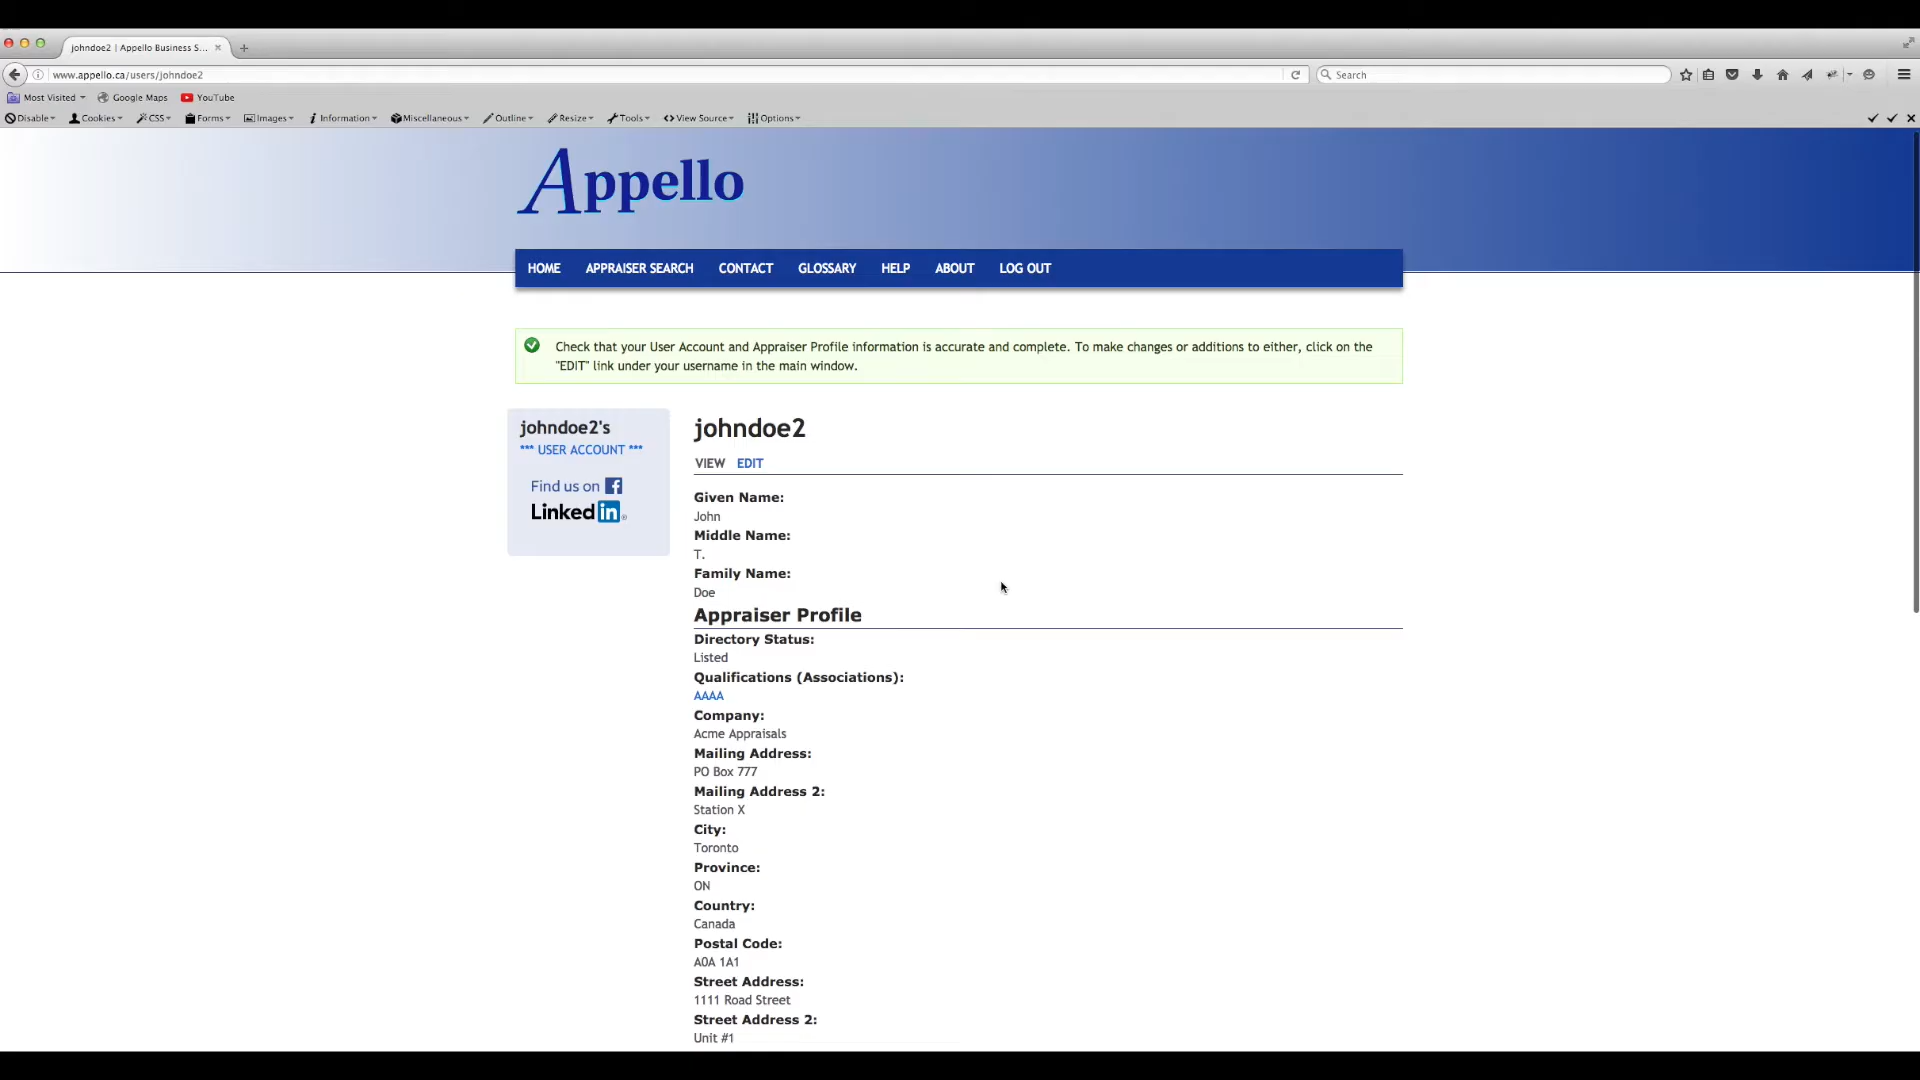 johndoe2 | Appello Business S...
www.appello.ca/users/johndoe2
Search
Most Visited Google Maps YouTube
Disable Cookies CSS Forms Images Information Miscellaneous Outline Resize Tools View Source Options
Appello
HOME APPRAISER SEARCH CONTACT GLOSSARY HELP ABOUT LOG OUT
Check that your User Account and Appraiser Profile information is accurate and complete. To make changes or additions to either, click on the
"EDIT" link under your username in the main window.
johndoe2's
*** USER ACCOUNT ***
Find us on f
Linked in
johndoe2
VIEW EDIT
Given Name:
John
Middle Name:
T.
Family Name:
Doe
Appraiser Profile
Directory Status:
Listed
Qualifications (Associations):
AAAA
Company:
Acme Appraisals
Mailing Address:
PO Box 777
Mailing Address 2:
Station X
City:
Toronto
Province:
ON
Country:
Canada
Postal Code:
A0A 1A1
Street Address:
1111 Road Street
Street Address 2:
Unit #1